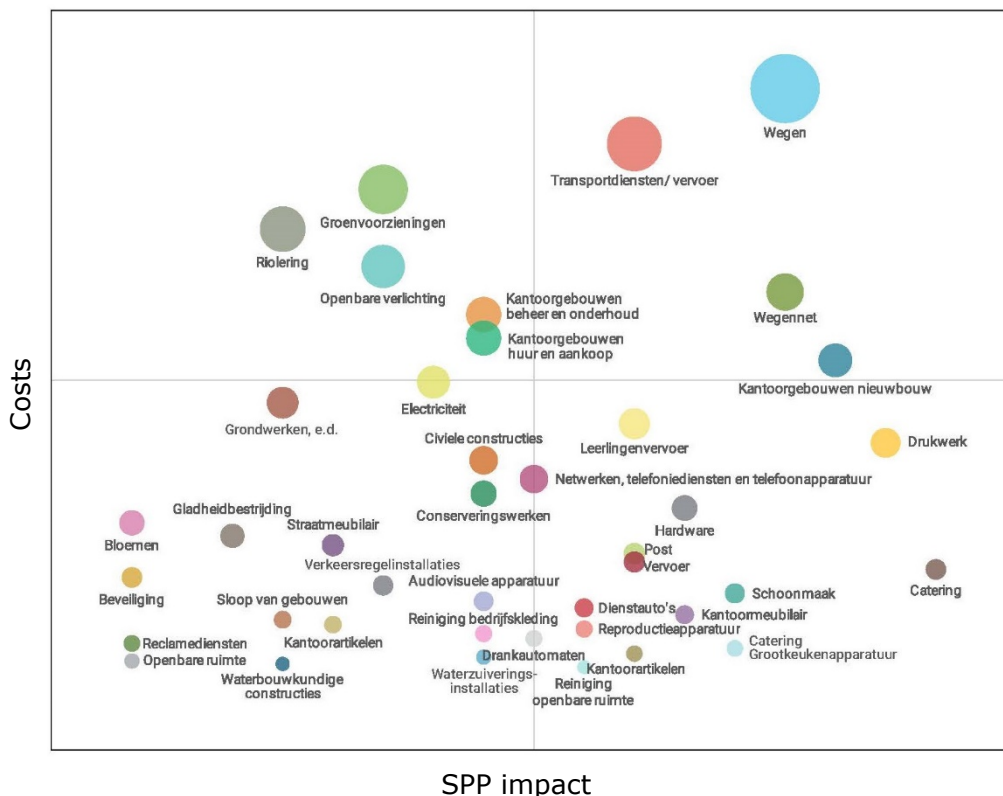 Wegen
Transportdiensten/ vervoer
Groenvoorzieningen
Riolering
Openbare verlichting
Kantoorgebouwen
beheer en onderhoud
Wegennet
Kantoorgebouwen
huur en aankoop
Kantoorgebouwen nieuwbouw
Costs
Electriciteit
Grondwerken, e.d.
Civiele constructies
Leerlingenvervoer
Drukwerk
Netwerken, telefoniediensten en telefoonapparatuur
Conserveringswerken
Gladheidbestrijding
Straatmeubilair
Hardware
Bloemen
Verkeersregelinstallaties
Post
Vervoer
Audiovisuele apparatuur
Catering
Beveiliging
Schoonmaak
Sloop van gebouwen
Dienstauto's
Kantoormeubilair
Reiniging bedrijfskleding
Reproductieapparatuur
Reclamediensten
Kantoorartikelen
Catering
Grootkeukenapparatuur
Openbare ruimte
Drankautomaten
Kantoorartikelen
Waterbouwkundige
constructies
Waterzuiverings-
installaties
Reiniging
openbare ruimte
SPP impact